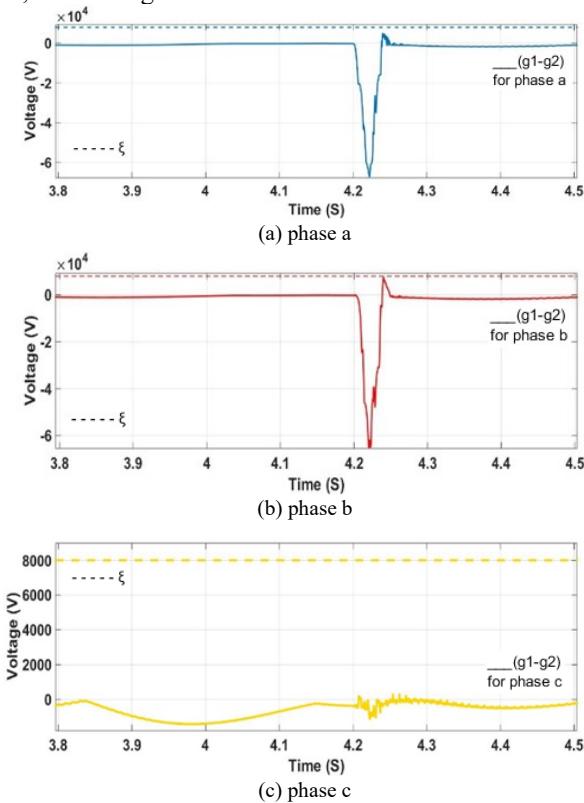 ×10⁴
0
-2
-4
-6
Voltage (V)
___(g1-g2)
for phase a
------ ξ
3.8 3.9 4 4.1 4.2 4.3 4.4 4.5
Time (S)
(a) phase a
×10⁴
0
-2
-4
-6
Voltage (V)
___(g1-g2)
for phase b
------ ξ
3.8 3.9 4 4.1 4.2 4.3 4.4 4.5
Time (S)
(b) phase b
8000
6000
4000
2000
0
Voltage (V)
------ ξ
___(g1-g2)
for phase c
3.8 3.9 4 4.1 4.2 4.3 4.4 4.5
Time (S)
(c) phase c